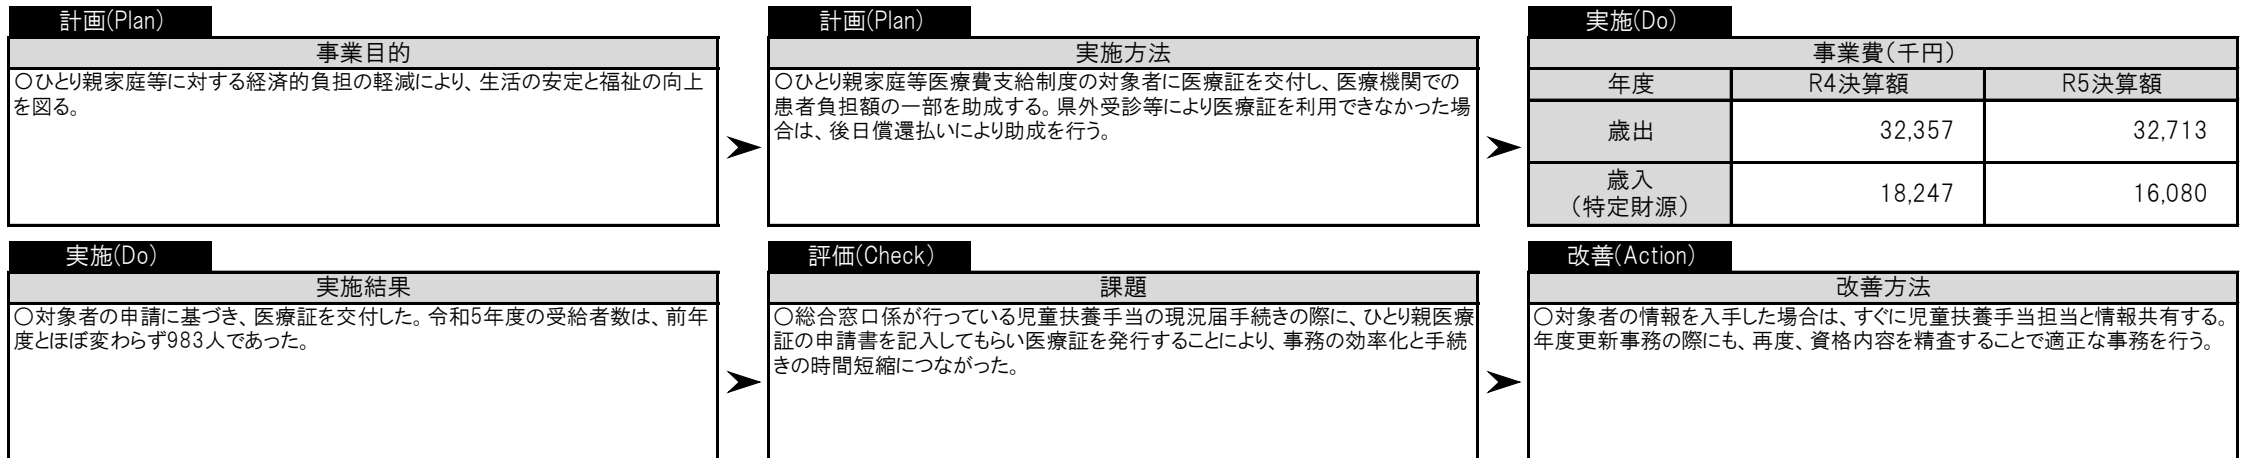 計画(Plan)
事業目的
〇ひとり親家庭等に対する経済的負担の軽減により、生活の安定と福祉の向上
を図る。
計画(Plan)
実施方法
〇ひとり親家庭等医療費支給制度の対象者に医療証を交付し、医療機関での
患者負担額の一部を助成する。県外受診等により医療証を利用できなかった場
合は、後日償還払いにより助成を行う。
実施(Do)
事業費(千円)
年度 R4決算額 R5決算額
歳出 32,357 32,713
歳入
(特定財源) 18,247 16,080
実施(Do)
実施結果
〇対象者の申請に基づき、医療証を交付した。令和5年度の受給者数は、前年
度とほぼ変わらず983人であった。
評価(Check)
課題
〇総合窓口係が行っている児童扶養手当の現況届手続きの際に、ひとり親医療
証の申請書を記入してもらい医療証を発行することにより、事務の効率化と手続
きの時間短縮につながった。
改善(Action)
改善方法
〇対象者の情報を入手した場合は、すぐに児童扶養手当担当と情報共有する。
年度更新事務の際にも、再度、資格内容を精査することで適正な事務を行う。